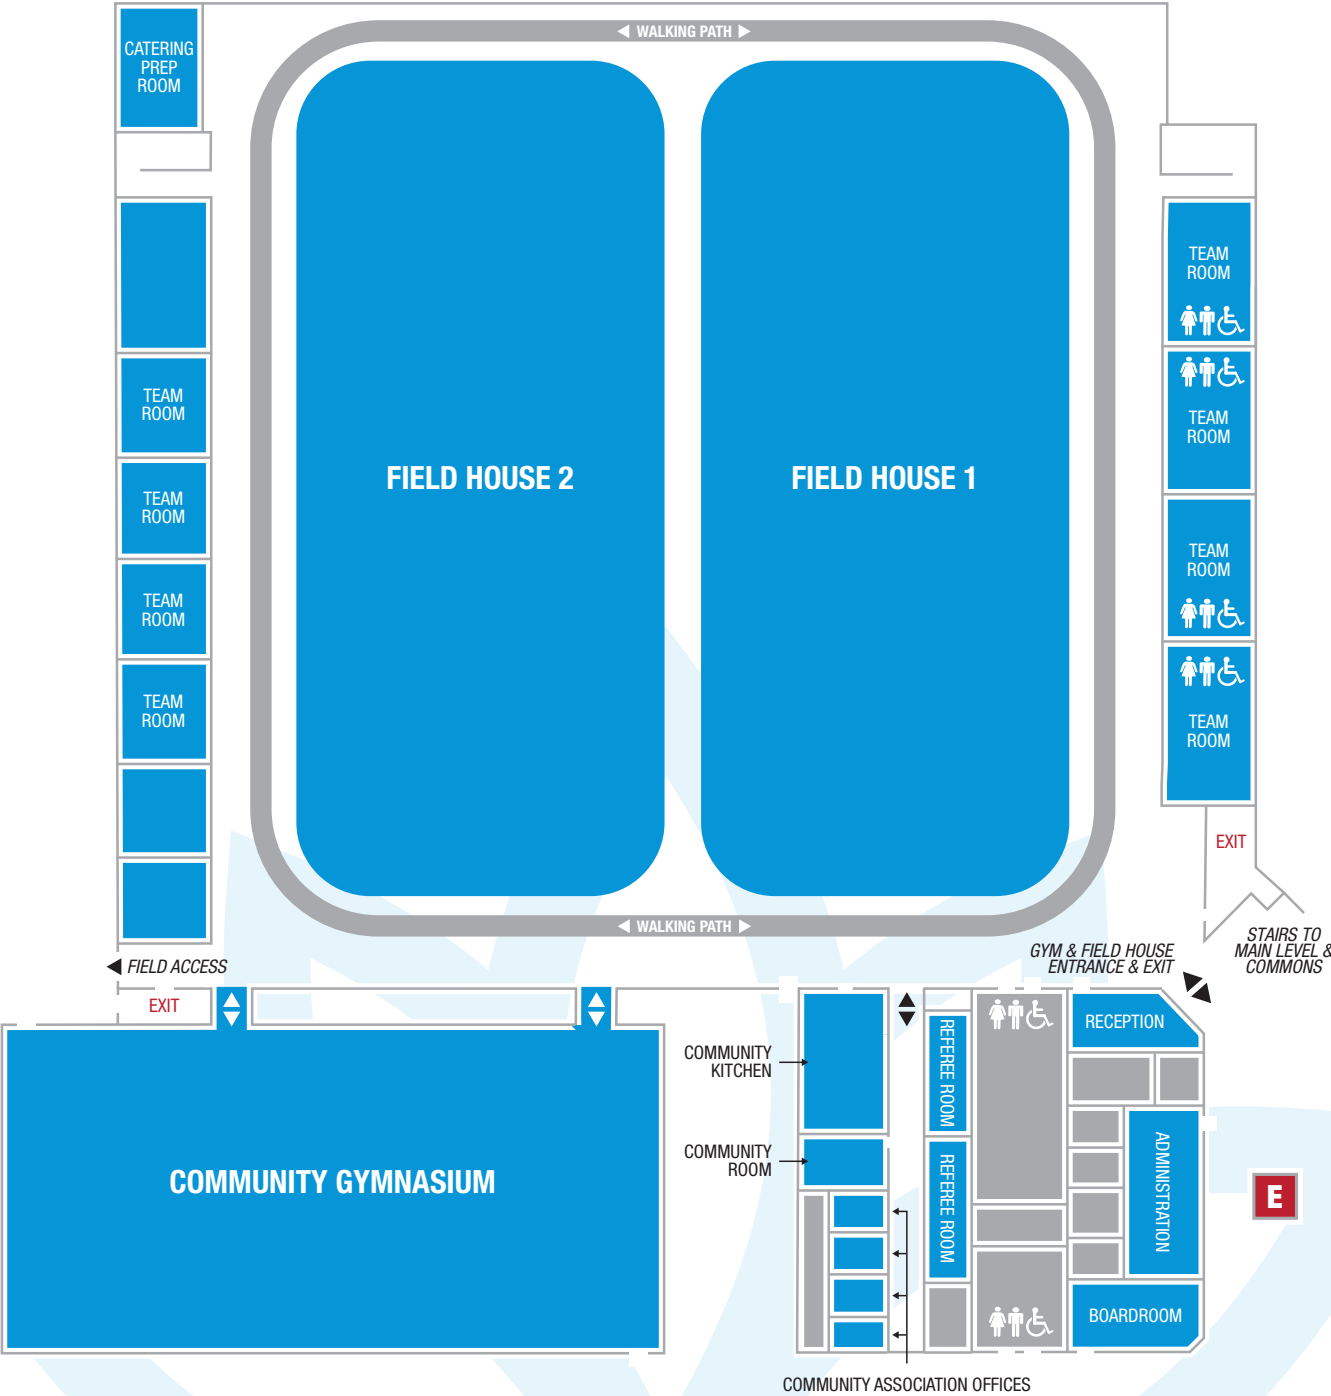 WALKING PATH
CATERING
PREP
ROOM
TEAM
ROOM
TEAM
ROOM
TEAM
ROOM
TEAM
ROOM
FIELD HOUSE 2
FIELD HOUSE 1
TEAM
ROOM
TEAM
ROOM
TEAM
ROOM
TEAM
ROOM
EXIT
WALKING PATH
STAIRS TO
MAIN LEVEL &
COMMONS
GYM & FIELD HOUSE
ENTRANCE & EXIT
FIELD ACCESS
EXIT
COMMUNITY GYMNASIUM
COMMUNITY
KITCHEN
COMMUNITY
ROOM
REFEREE ROOM
REFEREE ROOM
RECEPTION
ADMINISTRATION
BOARDROOM
E
COMMUNITY ASSOCIATION OFFICES